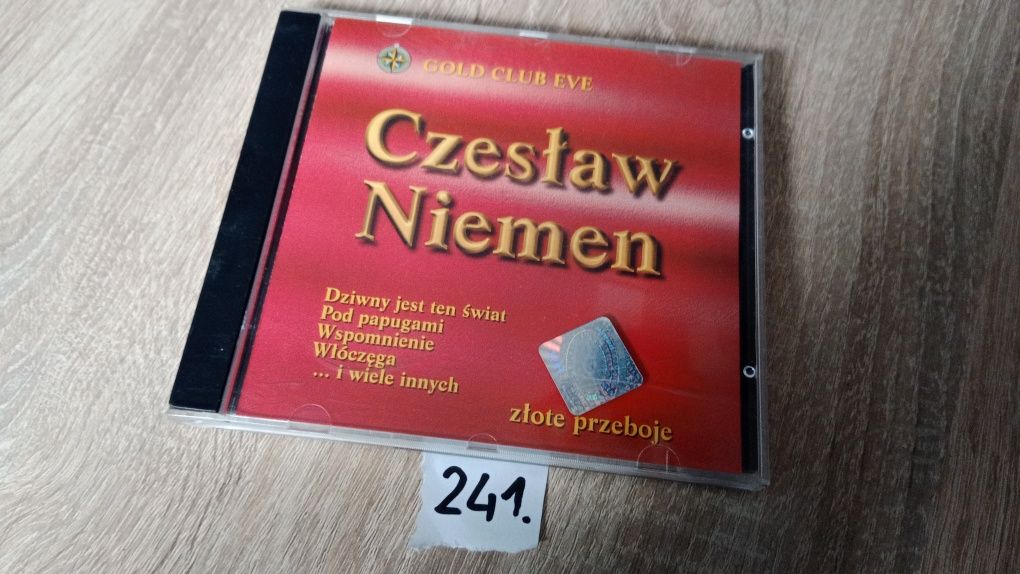 GOLD CLUB EVE
Czesław
Niemen
Dziwny jest ten świat
Pod papugami
Wspomnienie
Włóczęga
... i wiele innych
złote przeboje
241.